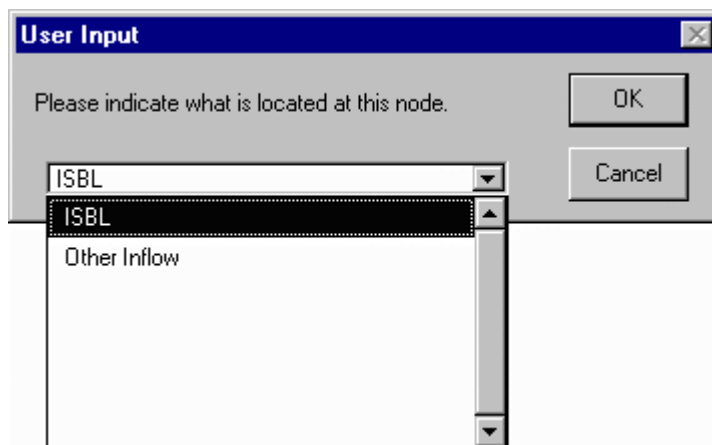 User Input
Please indicate what is located at this node.
OK
Cancel
ISBL
ISBL
Other Inflow